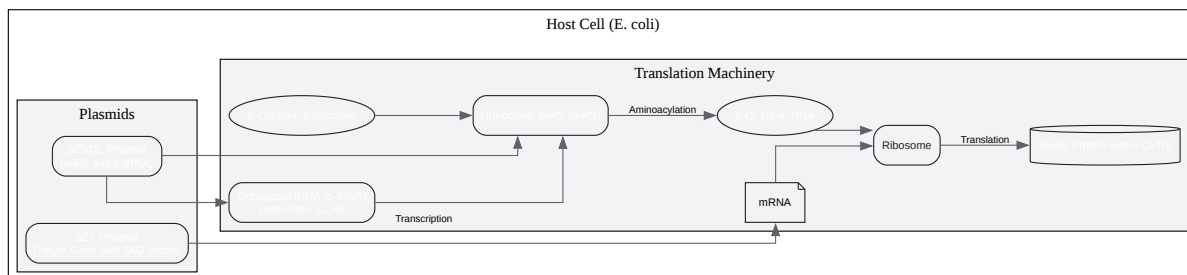 Host Cell (E. coli)
Translation Machinery
Plasmids
5-Chloro-L-tryptophan
Orthogonal aaRS (o-RS)
Aminoacylation
5-Cl-Trp-o-tRNA
pEVOL Plasmid
(o-RS and o-tRNA)
Ribosome
Translation
Target Protein with 5-Cl-Trp
Orthogonal tRNA (o-tRNA)
(anticodon: CUA)
Transcription
mRNA
pET Plasmid
(Target Gene with TAG codon)